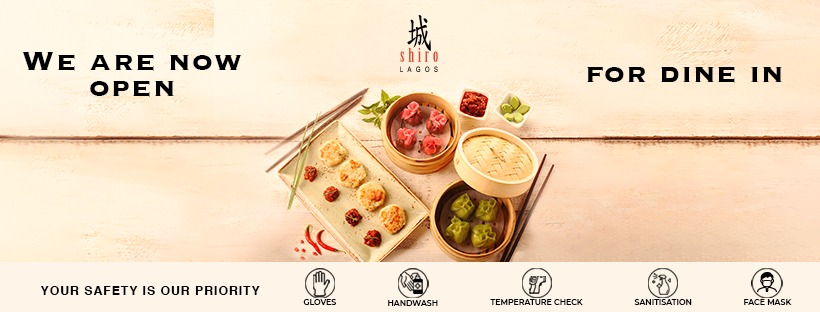 城
shiro
LAGOS
WE ARE NOW
OPEN
FOR DINE IN
YOUR SAFETY IS OUR PRIORITY
GLOVES
HANDWASH
TEMPERATURE CHECK
SANITISATION
FACE MASK